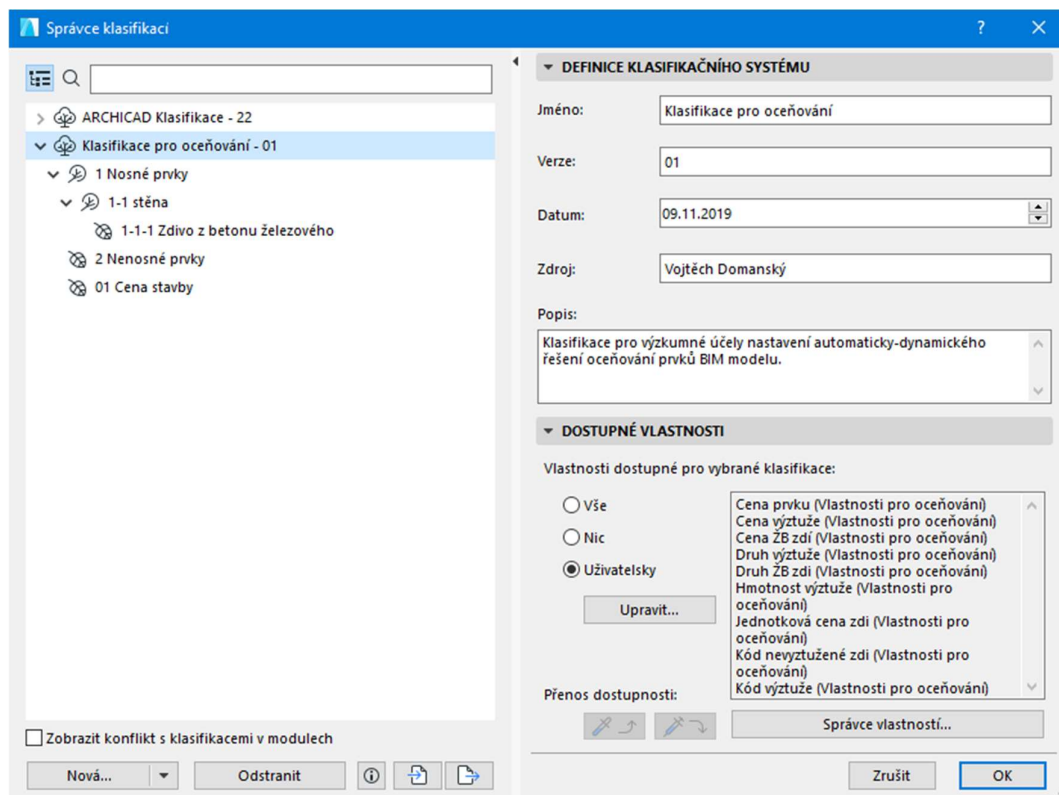 Správce klasifikací
?
ARCHICAD Klasifikace - 22
Klasifikace pro oceňování - 01
1 Nosné prvky
1-1 stěna
1-1-1 Zdivo z betonu železového
2 Nenosné prvky
01 Cena stavby
Zobrazit konflikt s klasifikacemi v modulech
Nová...
Odstranit
DEFINICE KLASIFIKAČNÍHO SYSTÉMU
Jméno:
Klasifikace pro oceňování
Verze:
01
Datum:
09.11.2019
Zdroj:
Vojtěch Domanský
Popis:
Klasifikace pro výzkumné účely nastavení automaticky-dynamického
řešení oceňování prvků BIM modelu.
DOSTUPNÉ VLASTNOSTI
Vlastnosti dostupné pro vybrané klasifikace:
Vše
Nic
Uživatelsky
Upravit...
Cena prvku (Vlastnosti pro oceňování)
Cena výztuže (Vlastnosti pro oceňování)
Cena ŽB zdí (Vlastnosti pro oceňování)
Druh výztuže (Vlastnosti pro oceňování)
Druh ŽB zdi (Vlastnosti pro oceňování)
Hmotnost výztuže (Vlastnosti pro
oceňování)
Jednotková cena zdi (Vlastnosti pro
oceňování)
Kód nevyztužené zdi (Vlastnosti pro
oceňování)
Kód výztuže (Vlastnosti pro oceňování)
Přenos dostupnosti:
Správce vlastností...
Zrušit
OK